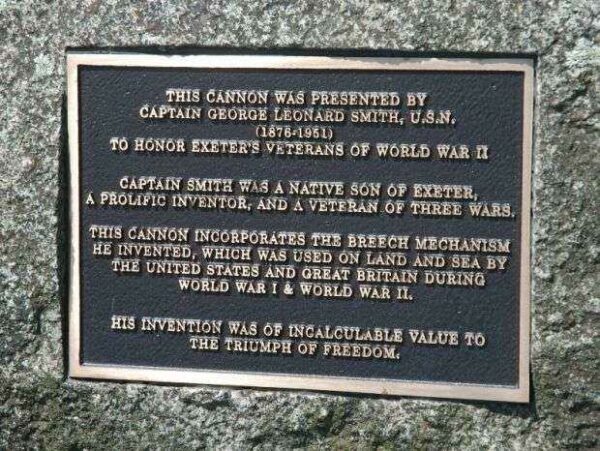 THIS CANNON WAS PRESENTED BY
CAPTAIN GEORGE LEONARD SMITH, U.S.N.
(1876-1951)
TO HONOR EXETER'S VETERANS OF WORLD WAR II
CAPTAIN SMITH WAS A NATIVE SON OF EXETER,
A PROLIFIC INVENTOR, AND A VETERAN OF THREE WARS.
THIS CANNON INCORPORATES THE BREECH MECHANISM
HE INVENTED, WHICH WAS USED ON LAND AND SEA BY
THE UNITED STATES AND GREAT BRITAIN DURING
WORLD WAR I & WORLD WAR II.
HIS INVENTION WAS OF INCALCULABLE VALUE TO
THE TRIUMPH OF FREEDOM.